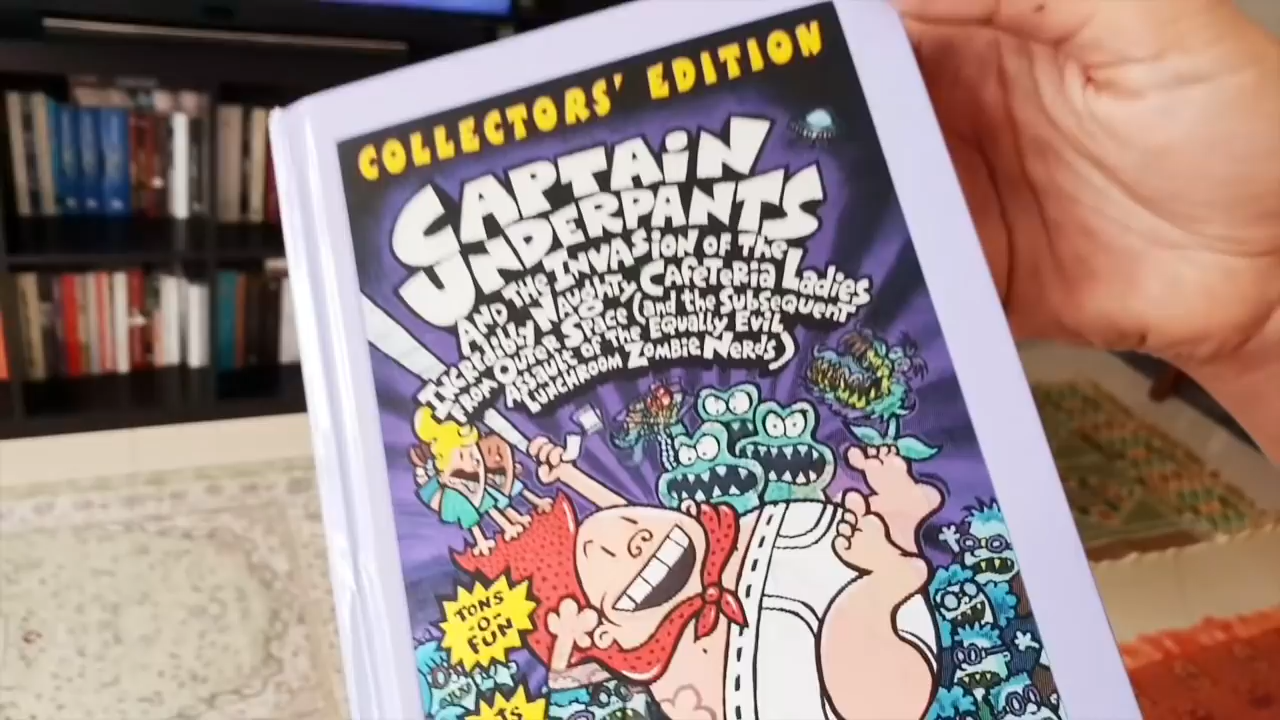 COLLECTORS' EDITION
CAPTAIN
UNDERPANTS
AND THE INVASION OF THE
INCREDIBLY NAUGHTY CAFETERIA LADIES
FROM OUTER SPACE (and the Subsequent
Assault of the Equally Evil
Lunchroom Zombie Nerds)
TONS
-O-
FUN